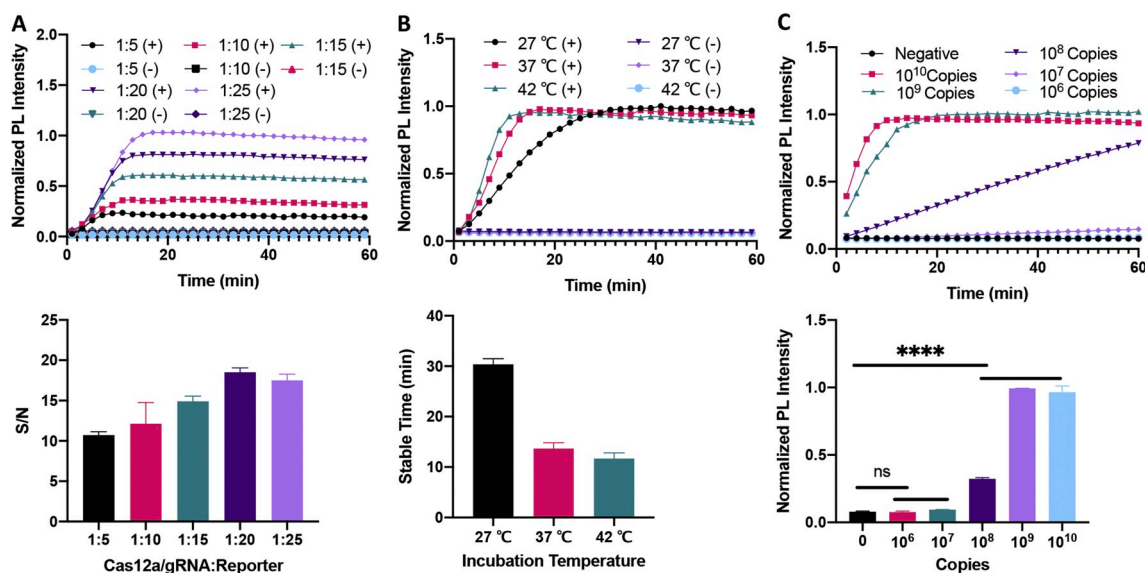 A
2.0
1.5
1.0
0.5
0.0
Normalized PL Intensity
1:5 (+)
1:10 (+)
1:15 (+)
1:5 (-)
1:10 (-)
1:15 (-)
1:20 (+)
1:25 (+)
1:20 (-)
1:25 (-)
0
20
40
60
Time (min)
B
1.5
1.0
0.5
0.0
Normalized PL Intensity
27 ℃ (+)
27 ℃ (-)
37 ℃ (+)
37 ℃ (-)
42 ℃ (+)
42 ℃ (-)
0
20
40
60
Time (min)
C
1.5
1.0
0.5
0.0
Normalized PL Intensity
Negative
10⁸ Copies
10¹⁰Copies
10⁷ Copies
10⁹ Copies
10⁶ Copies
0
20
40
60
Time (min)
25
20
15
10
5
0
S/N
1:5
1:10
1:15
1:20
1:25
Cas12a/gRNA:Reporter
40
30
20
10
0
Stable Time (min)
27 ℃
37 ℃
42 ℃
Incubation Temperature
1.5
1.0
0.5
0.0
Normalized PL Intensity
****
ns
0
10⁶
10⁷
10⁸
10⁹
10¹⁰
Copies